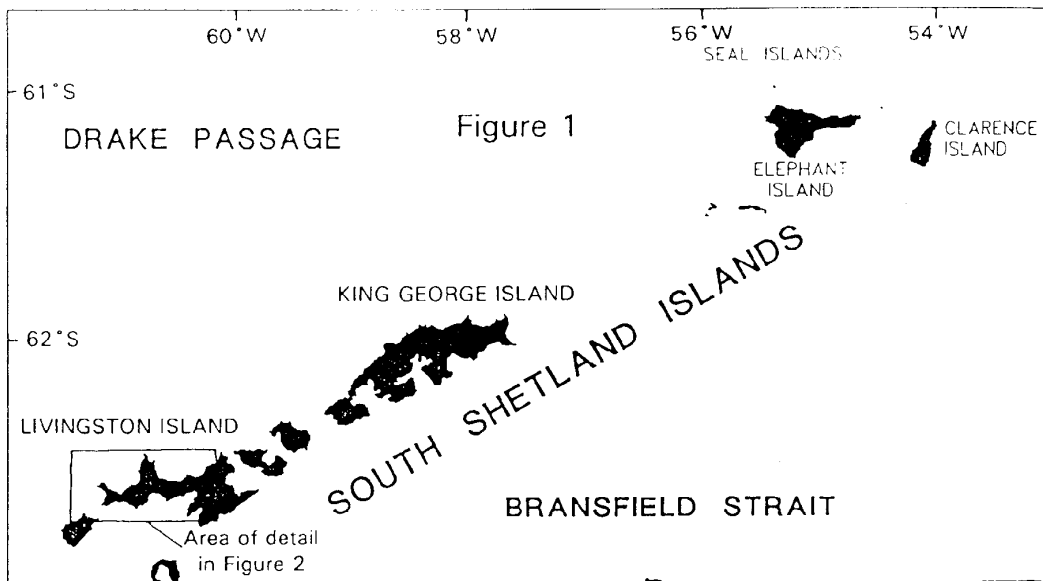 60°W 58°W 56°W 54°W
SEAL ISLANDS
61°S
DRAKE PASSAGE
Figure 1
CLARENCE
ISLAND
ELEPHANT
ISLAND
KING GEORGE ISLAND
62°S
SOUTH SHETLAND ISLANDS
LIVINGSTON ISLAND
BRANSFIELD STRAIT
Area of detail
in Figure 2